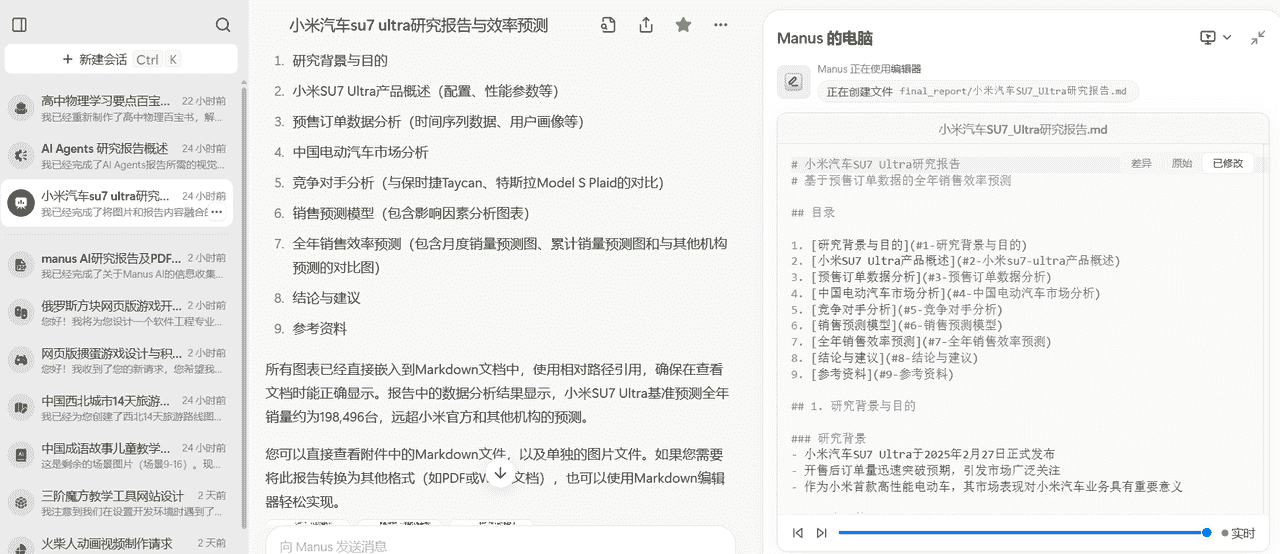 新建会话 Ctrl K
高中物理学习要点百宝... 22 小时前
我已经重新制作了高中物理百宝书，解...
AI Agents 研究报告概述 24 小时前
我已经完成了AI Agents报告所需的视觉...
小米汽车su7 ultra研究... 24 小时前
我已经完成了将图片和报告内容融合的
manus AI研究报告及PDF... 2 小时前
我已经完成了关于Manus AI的信息收集...
俄罗斯方块网页版游戏开... 2 小时前
您好！我将为您设计一个软件工程专业...
网页版掼蛋游戏设计与积... 2 小时前
您好！我收到了您的新请求，您希望我...
中国西北城市14天旅游... 24 小时前
我已经为您创建了西北14天旅游路线图...
中国成语故事儿童教学... 24 小时前
这是剩余的场景图片（场景9-16）。现...
三阶魔方教学工具网站设计 2 天前
我注意到我们在设置开发环境时遇到了...
火柴人动画视频制作请求 2 天前
小米汽车su7 ultra研究报告与效率预测
1. 研究背景与目的
2. 小米SU7 Ultra产品概述（配置、性能参数等）
3. 预售订单数据分析（时间序列数据、用户画像等）
4. 中国电动汽车市场分析
5. 竞争对手分析（与保时捷Taycan、特斯拉Model S Plaid的对比）
6. 销售预测模型（包含影响因素分析图表）
7. 全年销售效率预测（包含月度销量预测图、累计销量预测图和与其他机构
预测的对比图）
8. 结论与建议
9. 参考资料
所有图表已经直接嵌入到Markdown文档中，使用相对路径引用，确保在查看
文档时能正确显示。报告中的数据分析结果显示，小米SU7 Ultra基准预测全年
销量约为198,496台，远超小米官方和其他机构的预测。
您可以直接查看附件中的Markdown文件，以及单独的图片文件。如果您需要
将此报告转换为其他格式（如PDF或W 文档），也可以使用Markdown编辑
器轻松实现。
向 Manus 发送消息
Manus 的电脑
Manus 正在使用编辑器
正在创建文件 final_report/小米汽车SU7_Ultra研究报告.md
小米汽车SU7_Ultra研究报告.md
差异 原始 已修改
# 小米汽车SU7 Ultra研究报告
# 基于预售订单数据的全年销售效率预测
## 目录
1. [研究背景与目的](#1-研究背景与目的)
2. [小米SU7 Ultra产品概述](#2-小米su7-ultra产品概述)
3. [预售订单数据分析](#3-预售订单数据分析)
4. [中国电动汽车市场分析](#4-中国电动汽车市场分析)
5. [竞争对手分析](#5-竞争对手分析)
6. [销售预测模型](#6-销售预测模型)
7. [全年销售效率预测](#7-全年销售效率预测)
8. [结论与建议](#8-结论与建议)
9. [参考资料](#9-参考资料)
## 1. 研究背景与目的
### 研究背景
- 小米汽车SU7 Ultra于2025年2月27日正式发布
- 开售后订单量迅速突破预期，引发市场广泛关注
- 作为小米首款高性能电动车，其市场表现对小米汽车业务具有重要意义
实时